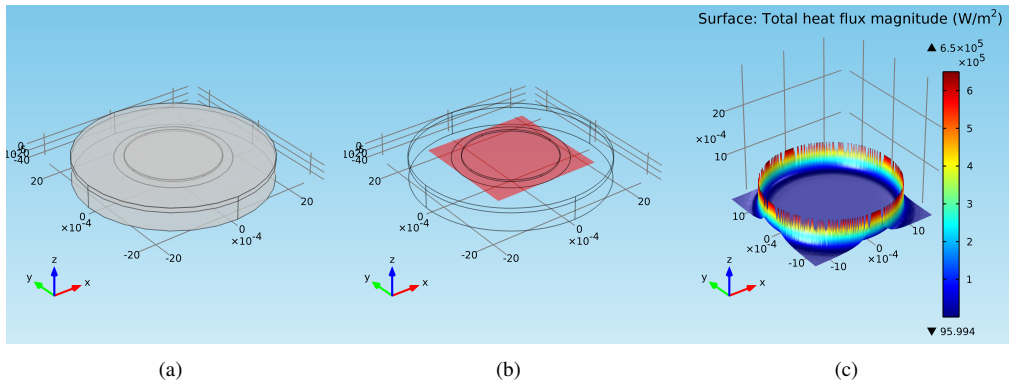 Surface: Total heat flux magnitude (W/m²)
▲ 6.5×10⁵
×10⁵
6
5
4
3
2
1
▼ 95.994
20
×10⁻⁴
10
10
0
×10⁻⁴
-10
10
0
×10⁻⁴
-10
z
y
x
20
0
×10⁻⁴
-20
20
0
×10⁻⁴
-20
z
y
x
-40
20
0
×10⁻⁴
-20
20
0
×10⁻⁴
-20
z
y
x
(a)
(b)
(c)